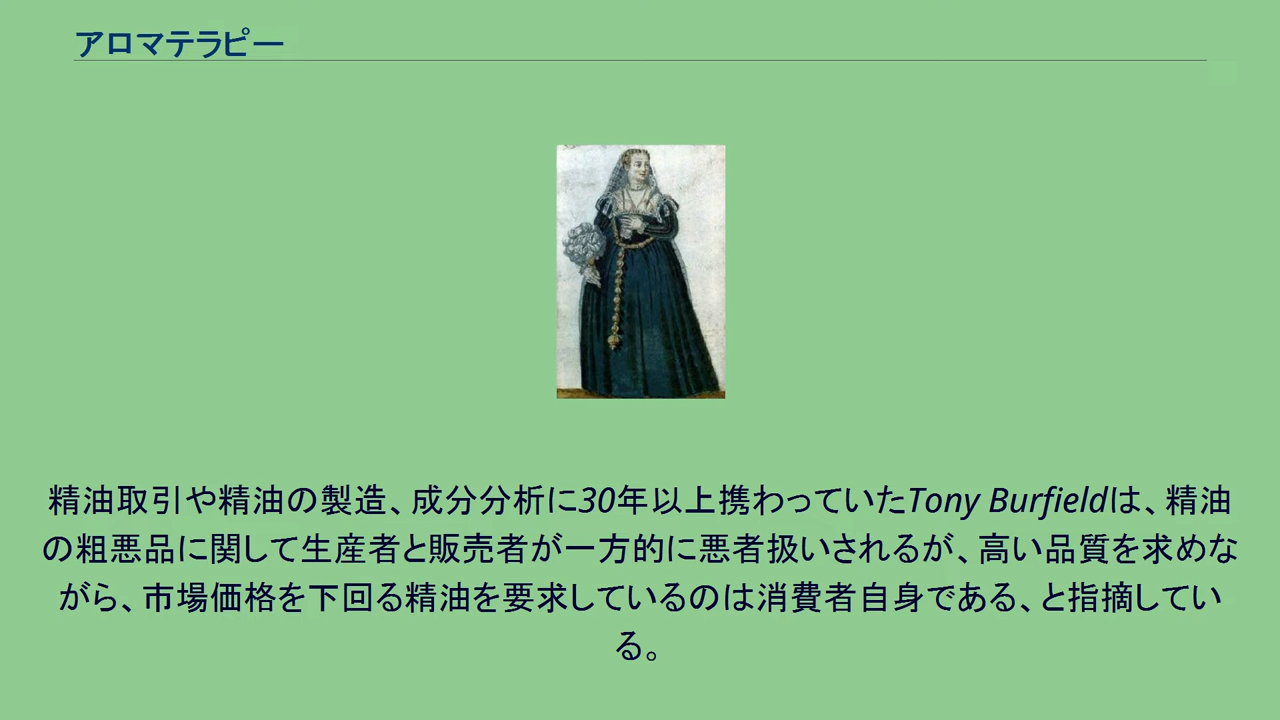 アロマテラピー
精油取引や精油の製造、成分分析に30年以上携わっていたTony Burfieldは、精油
の粗悪品に関して生産者と販売者が一方的に悪者扱いされるが、高い品質を求めな
がら、市場価格を下回る精油を要求しているのは消費者自身である、と指摘してい
る。